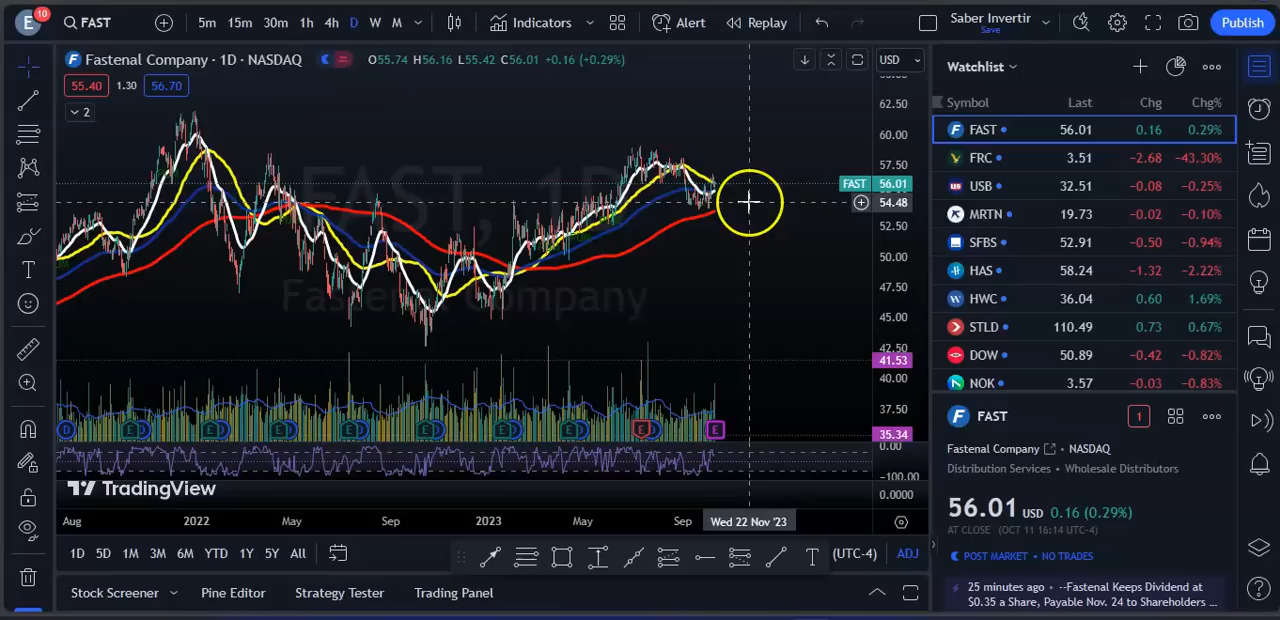 E 10 FAST 5m 15m 30m 1h 4h D W M Indicators Alert Replay Saber Invertir Publish
Save
Fastenal Company · 1D · NASDAQ O55.74 H56.16 L55.42 C56.01 +0.16 (+0.29%)
55.40 1.30 56.70
2
USD
62.50
60.00
57.50
FAST 56.01
54.48
52.50
50.00
47.50
45.00
42.50
41.53
40.00
37.50
35.34
0.00
-100.00
0.0000
FAST, 1D
Fastenal Company
D E D E D E D E D E D E D E E E
TradingView
Aug 2022 May Sep 2023 May Sep Wed 22 Nov '23
1D 5D 1M 3M 6M YTD 1Y 5Y All T (UTC-4) ADJ
Stock Screener Pine Editor Strategy Tester Trading Panel
Watchlist
Symbol Last Chg Chg%
FAST 56.01 0.16 0.29%
FRC 3.51 −2.68 −43.30%
USB 32.51 −0.08 −0.25%
MRTN 19.73 −0.02 −0.10%
SFBS 52.91 −0.50 −0.94%
HAS 58.24 −1.32 −2.22%
HWC 36.04 0.60 1.69%
STLD 110.49 0.73 0.67%
DOW 50.89 −0.42 −0.82%
NOK 3.57 −0.03 −0.83%
FAST 1
Fastenal Company • NASDAQ
Distribution Services • Wholesale Distributors
56.01 USD 0.16 (0.29%)
AT CLOSE (OCT 11 16:14 UTC-4)
POST MARKET • NO TRADES
25 minutes ago • --Fastenal Keeps Dividend at
$0.35 a Share, Payable Nov. 24 to Shareholders ...